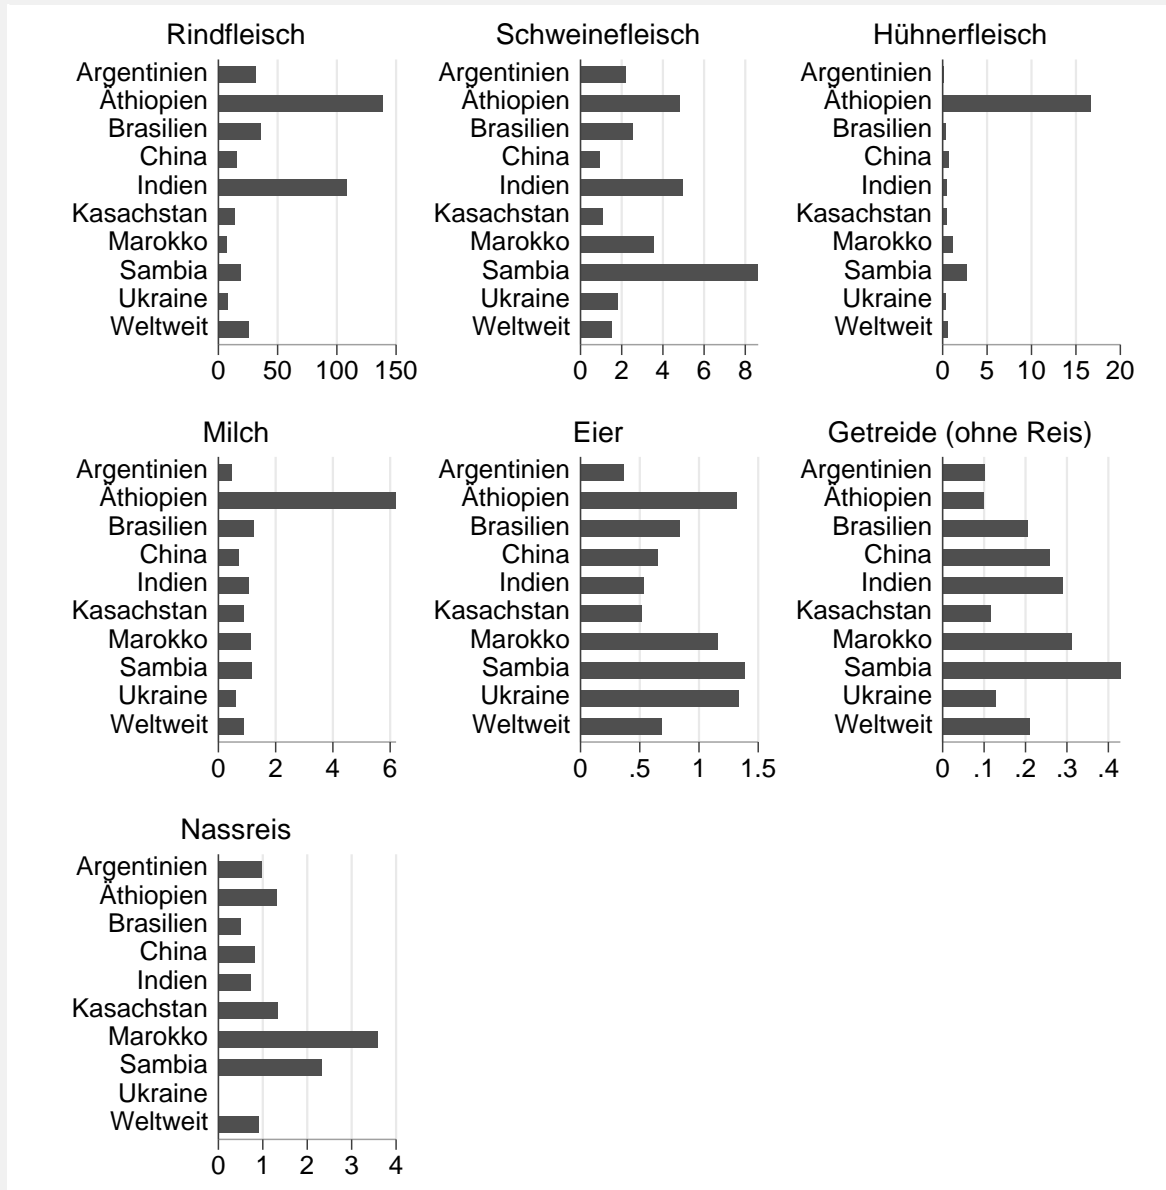 Rindfleisch
Argentinien
Äthiopien
Brasilien
China
Indien
Kasachstan
Marokko
Sambia
Ukraine
Weltweit
0 50 100 150
Schweinefleisch
Argentinien
Äthiopien
Brasilien
China
Indien
Kasachstan
Marokko
Sambia
Ukraine
Weltweit
0 2 4 6 8
Hühnerfleisch
Argentinien
Äthiopien
Brasilien
China
Indien
Kasachstan
Marokko
Sambia
Ukraine
Weltweit
0 5 10 15 20
Milch
Argentinien
Äthiopien
Brasilien
China
Indien
Kasachstan
Marokko
Sambia
Ukraine
Weltweit
0 2 4 6
Eier
Argentinien
Äthiopien
Brasilien
China
Indien
Kasachstan
Marokko
Sambia
Ukraine
Weltweit
0 .5 1 1.5
Getreide (ohne Reis)
Argentinien
Äthiopien
Brasilien
China
Indien
Kasachstan
Marokko
Sambia
Ukraine
Weltweit
0 .1 .2 .3 .4
Nassreis
Argentinien
Äthiopien
Brasilien
China
Indien
Kasachstan
Marokko
Sambia
Ukraine
Weltweit
0 1 2 3 4